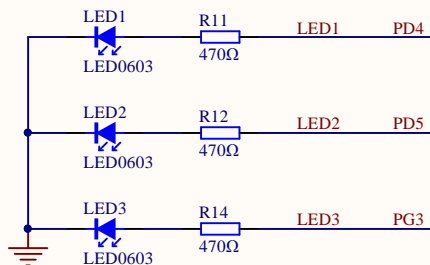 LED1 R11 LED1 PD4
LED0603 470Ω
LED2 R12 LED2 PD5
LED0603 470Ω
LED3 R14 LED3 PG3
LED0603 470Ω